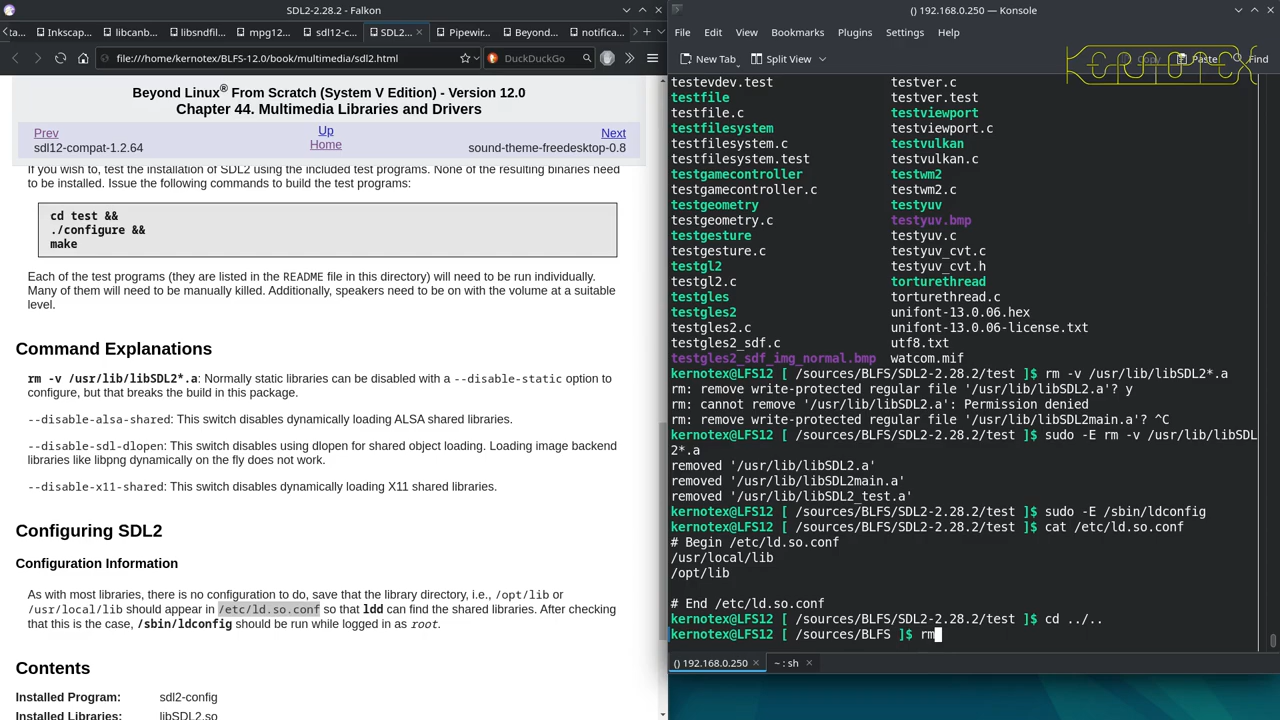 SDL2-28.2 - Falkon
() 192.168.0.250 — Konsole
ta...
Inkscap...
libcanb...
libsndfil...
mpg12...
sdl12-c...
SDL2...
Pipewir...
Beyond...
notifica...
file:///home/kernotex/BLFS-12.0/book/multimedia/sdl2.html
DuckDuckGo
Beyond Linux® From Scratch (System V Edition) - Version 12.0
Chapter 44. Multimedia Libraries and Drivers
Prev
Up
Next
sdl12-compat-1.2.64
Home
sound-theme-freedesktop-0.8
If you wish to, test the installation of SDL2 using the included test programs. None of the resulting binaries need
to be installed. Issue the following commands to build the test programs:
cd test &&
./configure &&
make
Each of the test programs (they are listed in the README file in this directory) will need to be run individually.
Many of them will need to be manually killed. Additionally, speakers need to be on with the volume at a suitable
level.
Command Explanations
rm -v /usr/lib/libSDL2*.a: Normally static libraries can be disabled with a --disable-static option to
configure, but that breaks the build in this package.
--disable-alsa-shared: This switch disables dynamically loading ALSA shared libraries.
--disable-sdl-dlopen: This switch disables using dlopen for shared object loading. Loading image backend
libraries like libpng dynamically on the fly does not work.
--disable-x11-shared: This switch disables dynamically loading X11 shared libraries.
Configuring SDL2
Configuration Information
As with most libraries, there is no configuration to do, save that the library directory, i.e., /opt/lib or
/usr/local/lib should appear in /etc/ld.so.conf so that ldd can find the shared libraries. After checking
that this is the case, /sbin/ldconfig should be run while logged in as root.
Contents
Installed Program: sdl2-config
Installed Libraries: libSDL2.so
File Edit View Bookmarks Plugins Settings Help
New Tab Split View Copy Paste Find
KERNOTEX
testevdev.test testver.c
testfile testver.test
testfile.c testviewport
testfilesystem testviewport.c
testfilesystem.c testvulkan
testfilesystem.test testvulkan.c
testgamecontroller testwm2
testgamecontroller.c testwm2.c
testgeometry testyuv
testgeometry.c testyuv.bmp
testgesture testyuv.c
testgesture.c testyuv_cvt.c
testgl2 testyuv_cvt.h
testgl2.c torturethread
testgles torturethread.c
testgles2 unifont-13.0.06.hex
testgles2.c unifont-13.0.06-license.txt
testgles2_sdf.c utf8.txt
testgles2_sdf_img_normal.bmp watcom.mif
kernotex@LFS12 [ /sources/BLFS/SDL2-2.28.2/test ]$ rm -v /usr/lib/libSDL2*.a
rm: remove write-protected regular file '/usr/lib/libSDL2.a'? y
rm: cannot remove '/usr/lib/libSDL2.a': Permission denied
rm: remove write-protected regular file '/usr/lib/libSDL2main.a'? ^C
kernotex@LFS12 [ /sources/BLFS/SDL2-2.28.2/test ]$ sudo -E rm -v /usr/lib/libSDL
2*.a
removed '/usr/lib/libSDL2.a'
removed '/usr/lib/libSDL2main.a'
removed '/usr/lib/libSDL2_test.a'
kernotex@LFS12 [ /sources/BLFS/SDL2-2.28.2/test ]$ sudo -E /sbin/ldconfig
kernotex@LFS12 [ /sources/BLFS/SDL2-2.28.2/test ]$ cat /etc/ld.so.conf
# Begin /etc/ld.so.conf
/usr/local/lib
/opt/lib
# End /etc/ld.so.conf
kernotex@LFS12 [ /sources/BLFS/SDL2-2.28.2/test ]$ cd ../..
kernotex@LFS12 [ /sources/BLFS ]$ rm
() 192.168.0.250
~ : sh